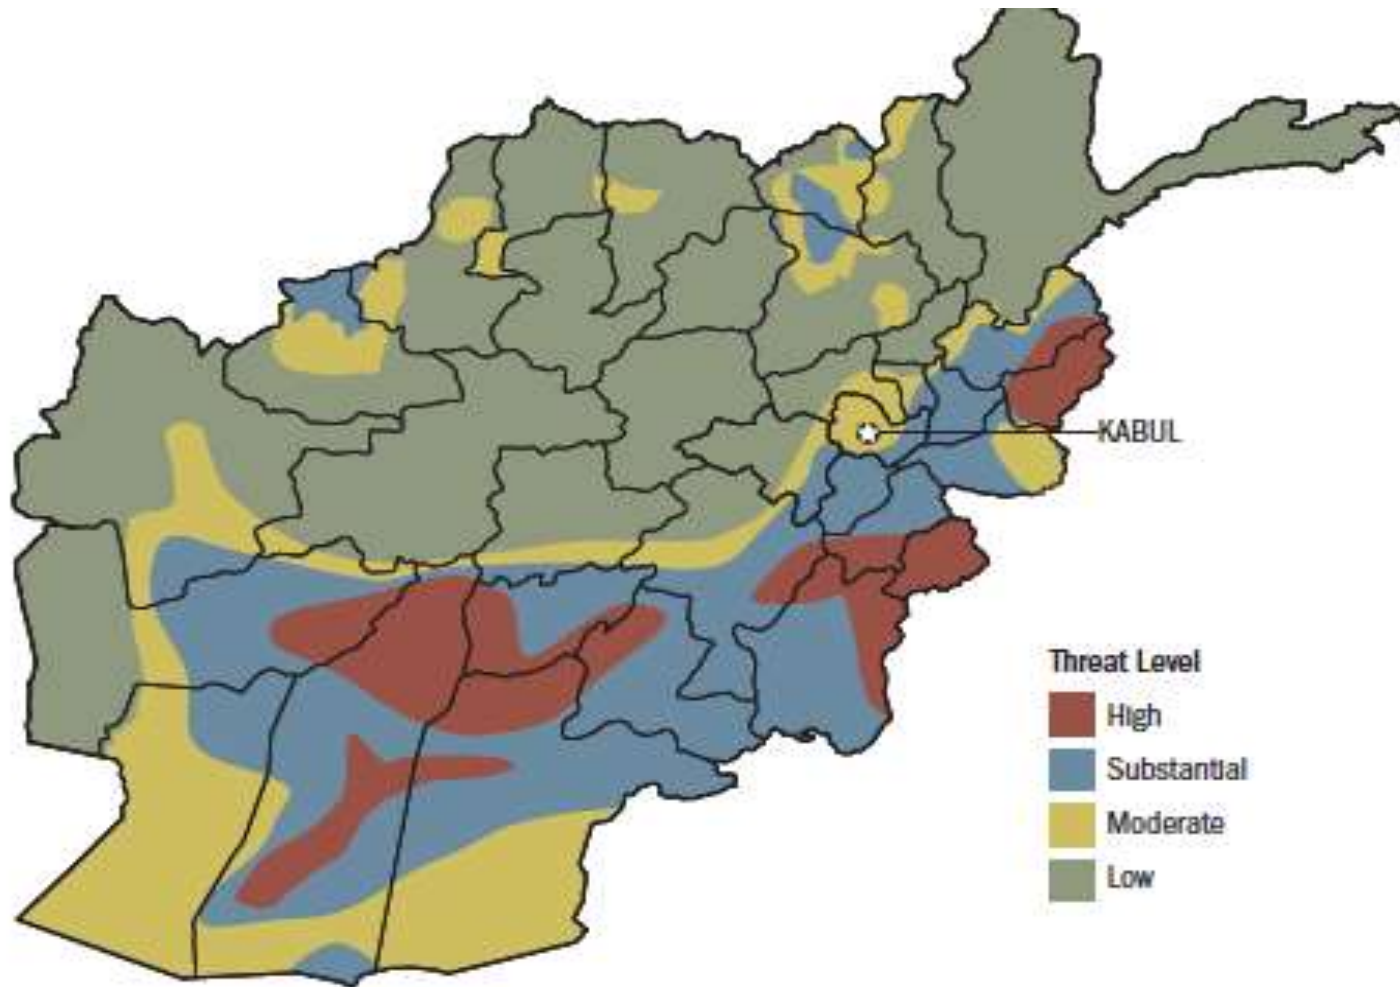 KABUL
Threat Level
High
Substantial
Moderate
Low